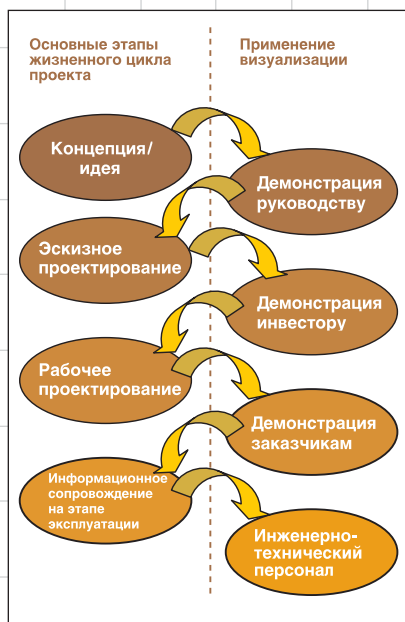 Основные этапы
жизненного цикла
проекта
Применение
визуализации
Концепция/
идея
Демонстрация
руководству
Эскизное
проектирование
Демонстрация
инвестору
Рабочее
проектирование
Демонстрация
заказчикам
Информационное
сопровождение
на этапе
эксплуатации
Инженерно-
технический
персонал